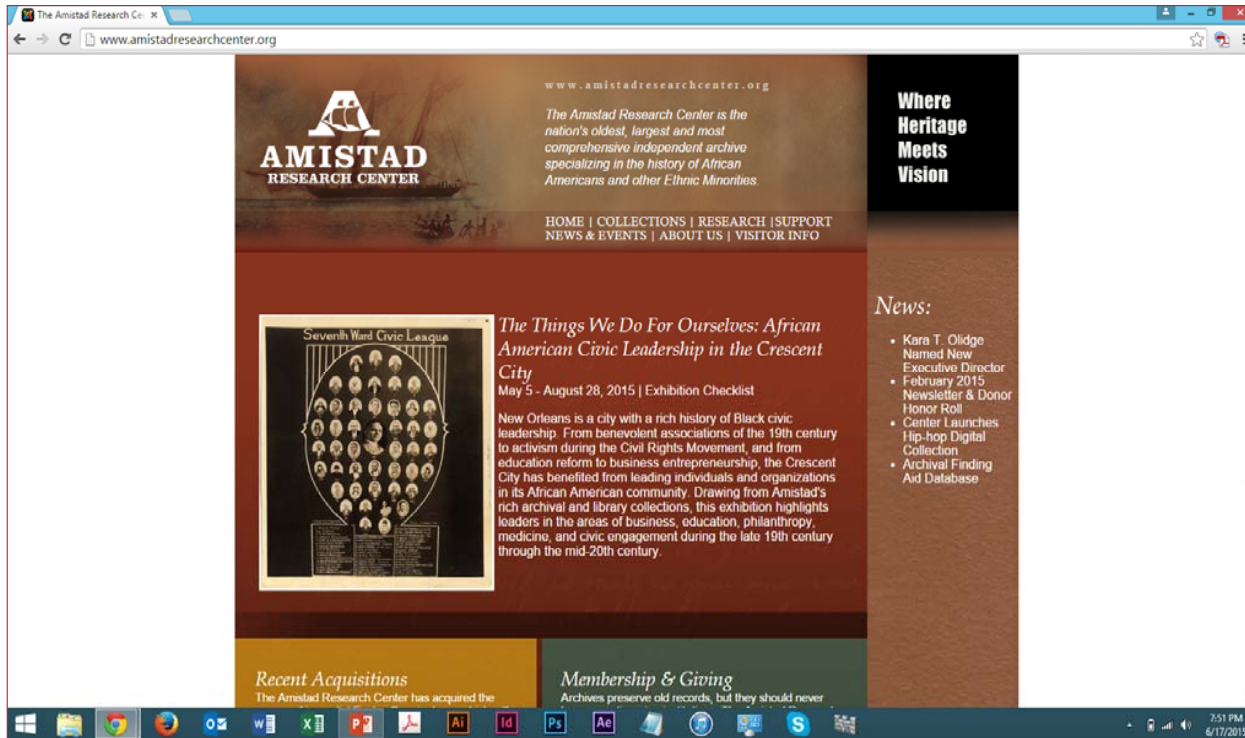 The Amistad Research Ce
www.amistadresearchcenter.org
AMISTAD
RESEARCH CENTER
www.amistadresearchcenter.org
The Amistad Research Center is the
nation's oldest, largest and most
comprehensive independent archive
specializing in the history of African
Americans and other Ethnic Minorities.
HOME | COLLECTIONS | RESEARCH |SUPPORT
NEWS & EVENTS | ABOUT US | VISITOR INFO
Where
Heritage
Meets
Vision
Seventh Ward Civic League
The Things We Do For Ourselves: African
American Civic Leadership in the Crescent
City
May 5 - August 28, 2015 | Exhibition Checklist
New Orleans is a city with a rich history of Black civic
leadership. From benevolent associations of the 19th century
to activism during the Civil Rights Movement, and from
education reform to business entrepreneurship, the Crescent
City has benefited from leading individuals and organizations
in its African American community. Drawing from Amistad's
rich archival and library collections, this exhibition highlights
leaders in the areas of business, education, philanthropy,
medicine, and civic engagement during the late 19th century
through the mid-20th century.
News:
• Kara T. Olidge
Named New
Executive Director
• February 2015
Newsletter & Donor
Honor Roll
• Center Launches
Hip-hop Digital
Collection
• Archival Finding
Aid Database
Recent Acquisitions
The Amistad Research Center has acquired the
Membership & Giving
Archives preserve old records, but they should never
Ai
Id
Ps
Ae
7:51 PM
6/17/2015